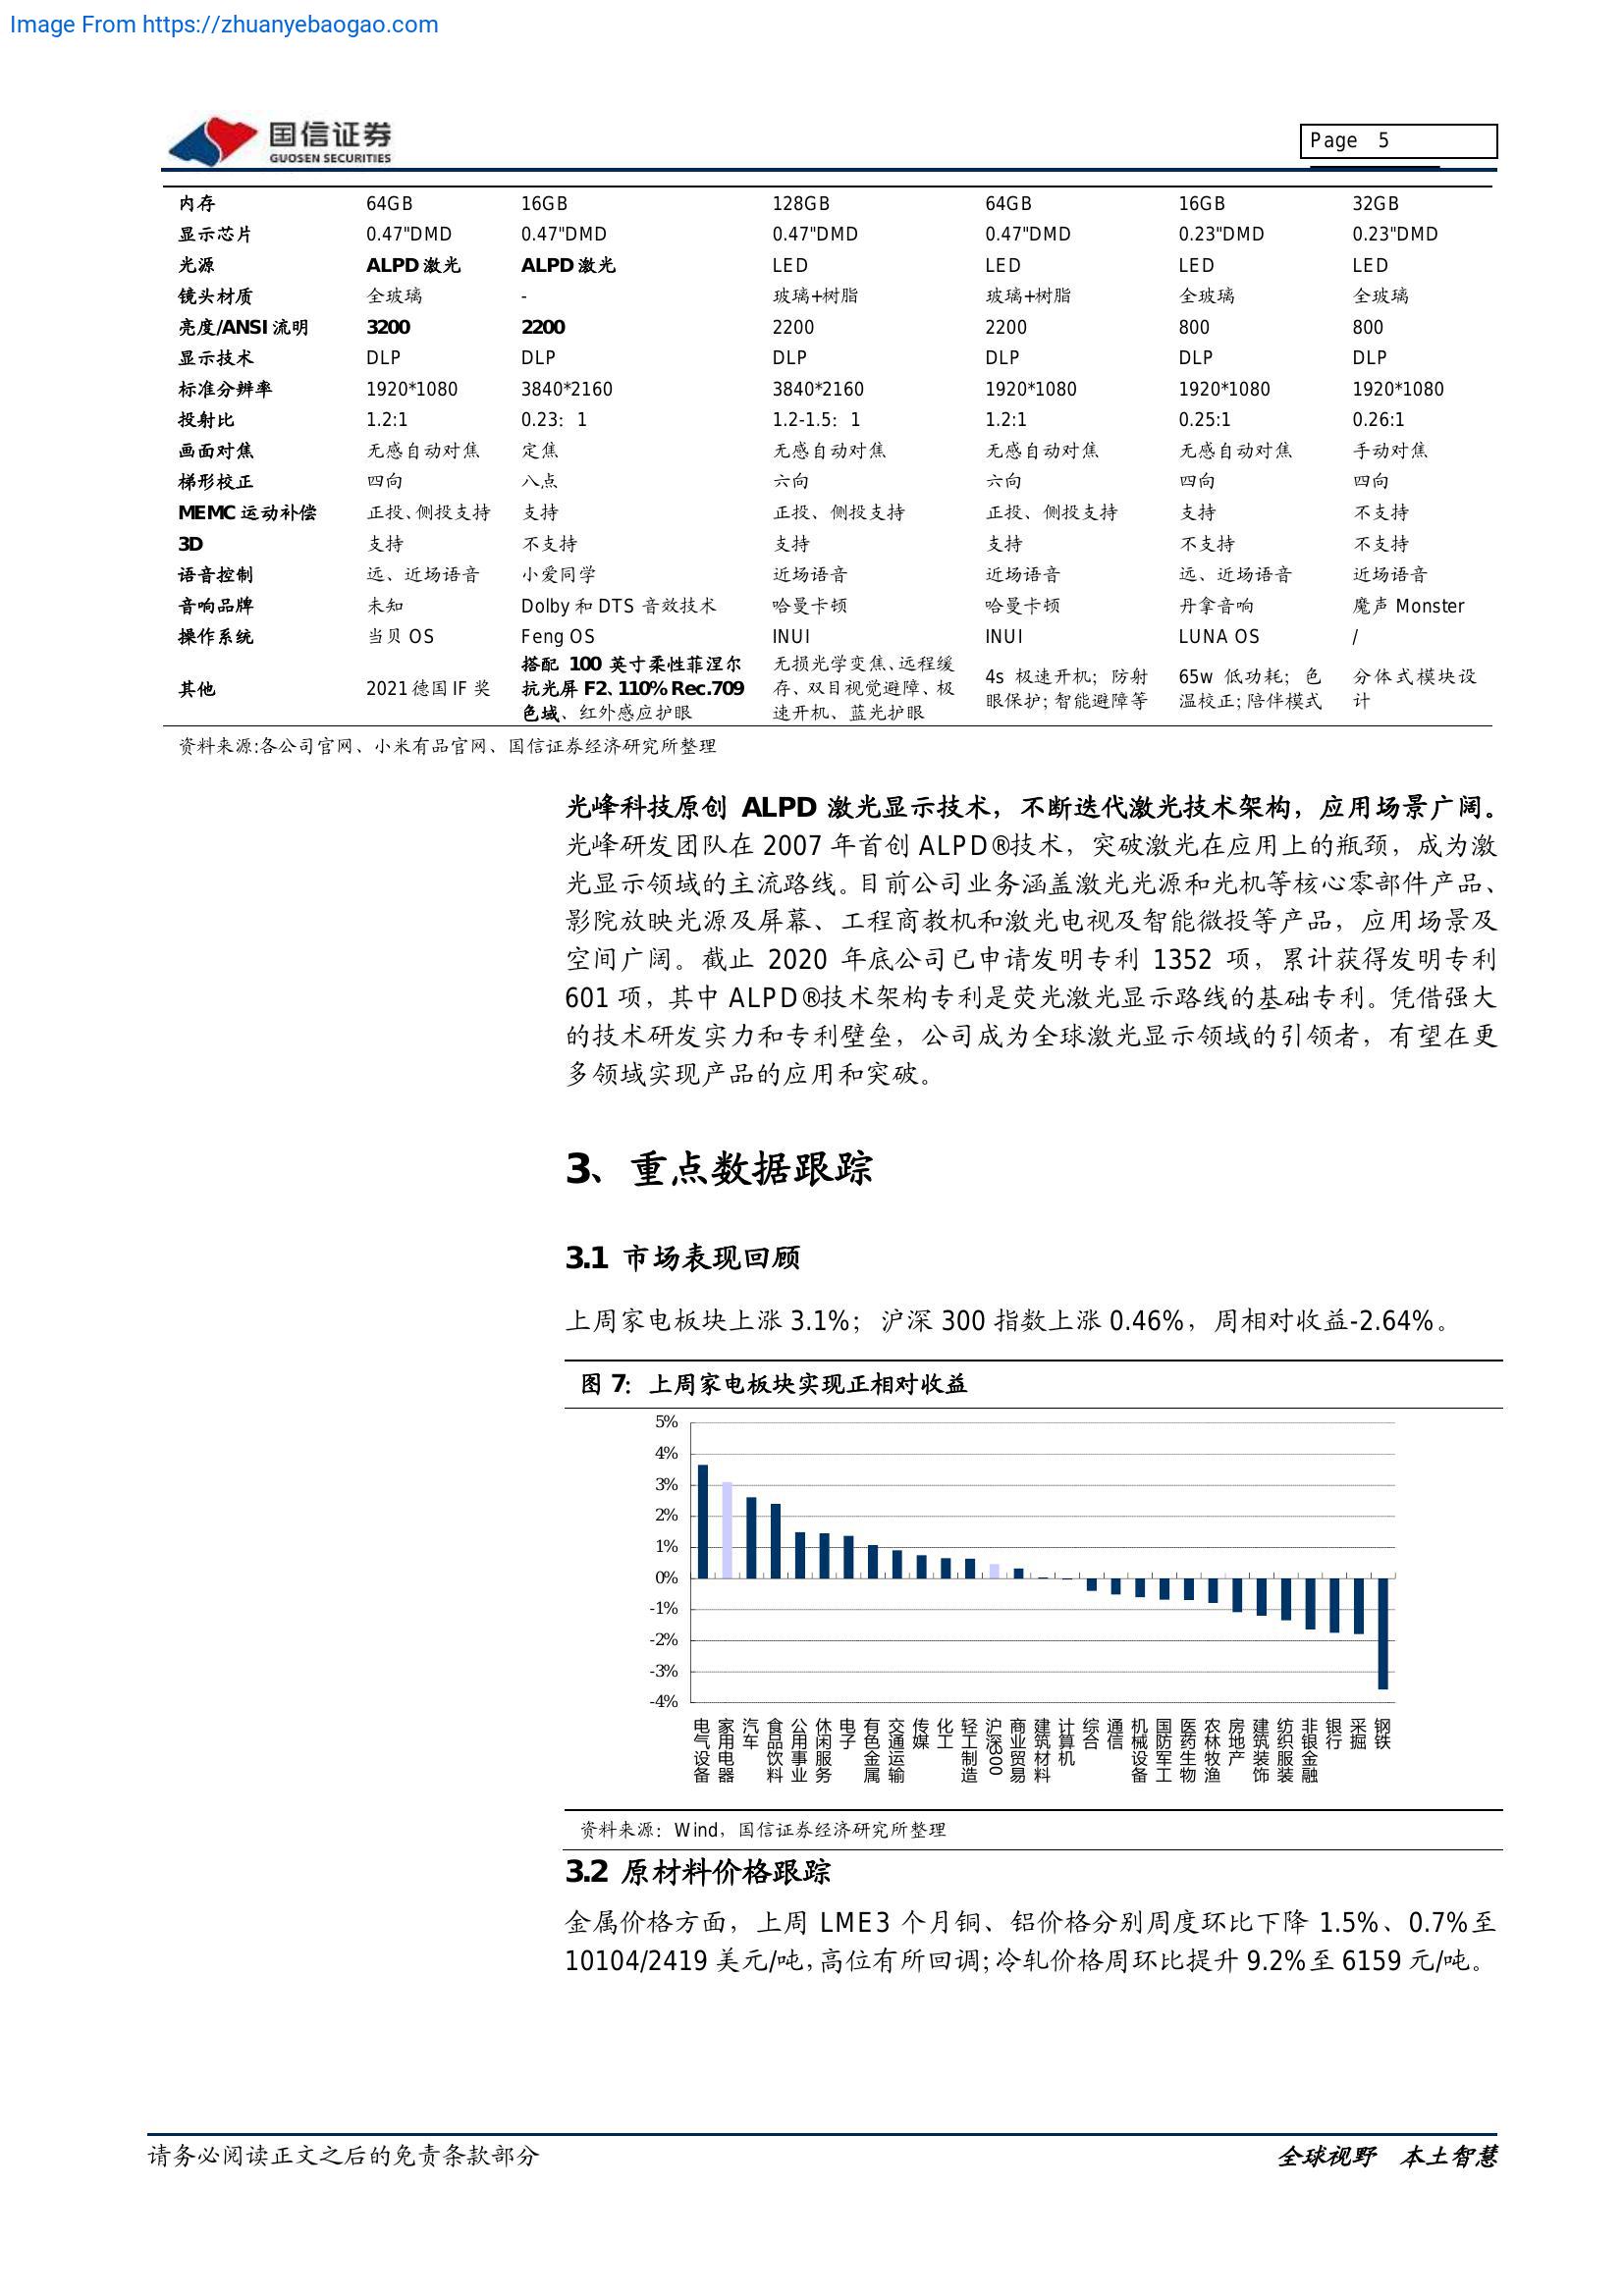 Image From https://zhuanyebaogao.com
国信证券
GUOSEN SECURITIES
Page 5
内存 64GB 16GB 128GB 64GB 16GB 32GB
显示芯片 0.47"DMD 0.47"DMD 0.47"DMD 0.47"DMD 0.23"DMD 0.23"DMD
光源 ALPD 激光 ALPD 激光 LED LED LED LED
镜头材质 全玻璃 - 玻璃+树脂 玻璃+树脂 全玻璃 全玻璃
亮度/ANSI 流明 3200 2200 2200 2200 800 800
显示技术 DLP DLP DLP DLP DLP DLP
标准分辨率 1920*1080 3840*2160 3840*2160 1920*1080 1920*1080 1920*1080
投射比 1.2:1 0.23：1 1.2-1.5：1 1.2:1 0.25:1 0.26:1
画面对焦 无感自动对焦 定焦 无感自动对焦 无感自动对焦 无感自动对焦 手动对焦
梯形校正 四向 八点 六向 六向 四向 四向
MEMC 运动补偿 正投、侧投支持 支持 正投、侧投支持 正投、侧投支持 支持 不支持
3D 支持 不支持 支持 支持 不支持 不支持
语音控制 远、近场语音 小爱同学 近场语音 近场语音 远、近场语音 近场语音
音响品牌 未知 Dolby 和 DTS 音效技术 哈曼卡顿 哈曼卡顿 丹拿音响 魔声 Monster
操作系统 当贝 OS Feng OS INUI INUI LUNA OS /
其他 2021 德国 IF 奖
搭配 100 英寸柔性菲涅尔
抗光屏 F2、110% Rec.709
色域、红外感应护眼
无损光学变焦、远程缓
存、双目视觉避障、极
速开机、蓝光护眼
4s 极速开机；防射
眼保护；智能避障等
65w 低功耗；色
温校正；陪伴模式
分体式模块设
计
资料来源:各公司官网、小米有品官网、国信证券经济研究所整理
光峰科技原创 ALPD 激光显示技术，不断迭代激光技术架构，应用场景广阔。
光峰研发团队在 2007 年首创 ALPD®技术，突破激光在应用上的瓶颈，成为激
光显示领域的主流路线。目前公司业务涵盖激光光源和光机等核心零部件产品、
影院放映光源及屏幕、工程商教机和激光电视及智能微投等产品，应用场景及
空间广阔。截止 2020 年底公司已申请发明专利 1352 项，累计获得发明专利
601 项，其中 ALPD®技术架构专利是荧光激光显示路线的基础专利。凭借强大
的技术研发实力和专利壁垒，公司成为全球激光显示领域的引领者，有望在更
多领域实现产品的应用和突破。
3、重点数据跟踪
3.1 市场表现回顾
上周家电板块上涨 3.1%；沪深 300 指数上涨 0.46%，周相对收益-2.64%。
图 7：上周家电板块实现正相对收益
5%
4%
3%
2%
1%
0%
-1%
-2%
-3%
-4%
电气设备
家用电器
汽车
食品饮料
公用事业
休闲服务
电子
有色金属
交通运输
传媒
化工
轻工制造
沪深300
商业贸易
建筑材料
计算机
综合
通信
机械设备
国防军工
医药生物
农林牧渔
房地产
建筑装饰
纺织服装
非银金融
银行
采掘
钢铁
资料来源：Wind，国信证券经济研究所整理
3.2 原材料价格跟踪
金属价格方面，上周 LME3 个月铜、铝价格分别周度环比下降 1.5%、0.7%至
10104/2419 美元/吨，高位有所回调；冷轧价格周环比提升 9.2%至 6159 元/吨。
请务必阅读正文之后的免责条款部分
全球视野 本土智慧